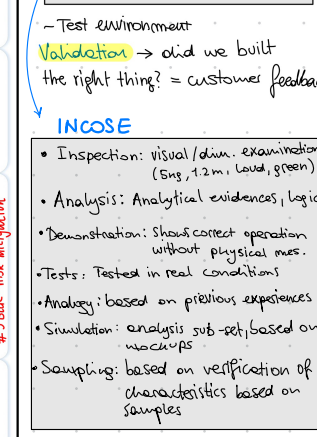 ~ Test environment
Validation → did we built
the right thing? = customer feedba
INCOSE
• Inspection: visual/dim. examination
(5mg, 1.2m, Loud, green)
• Analysis: Analytical evidences, logic
• Demonstration: Shows correct operation
without physical mes.
• Tests: Tested in real conditions
• Analogy: based on previous experiences
• Simulation: analysis sub-set, based on
mockups
• Sampling: based on verification of
characteristics based on
samples
mitigation